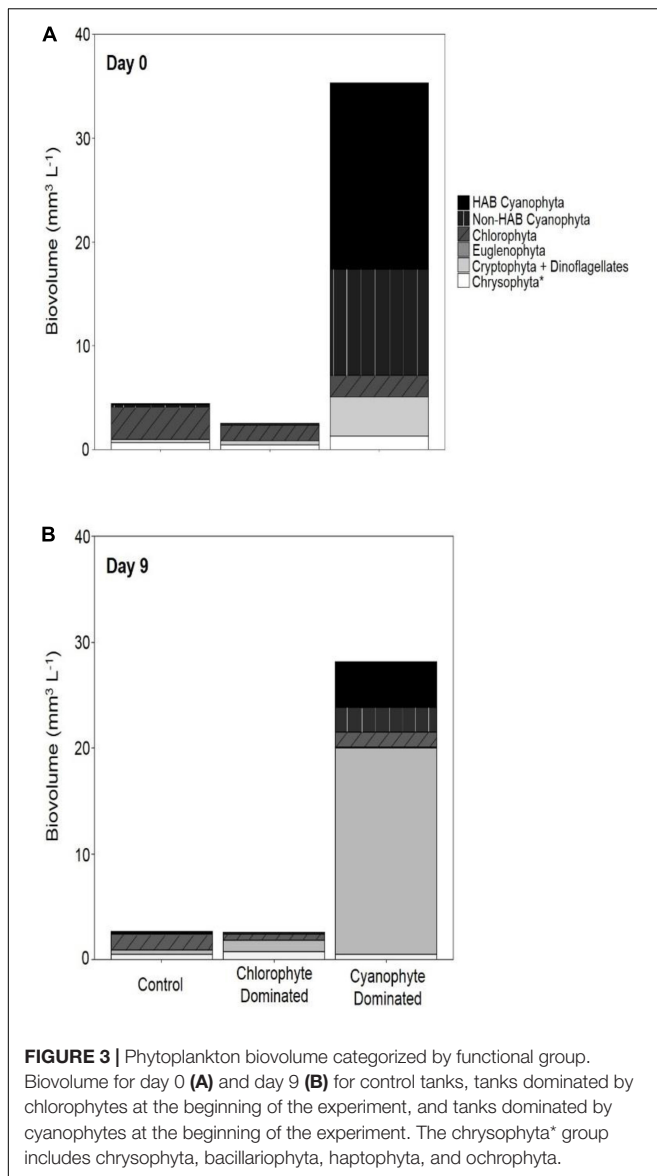 A
Day 0
Biovolume (mm³ L⁻¹)
40
30
20
10
0
HAB Cyanophyta
Non-HAB Cyanophyta
Chlorophyta
Euglenophyta
Cryptophyta + Dinoflagellates
Chrysophyta*
B
Day 9
Biovolume (mm³ L⁻¹)
40
30
20
10
0
Control
Chlorophyte
Dominated
Cyanophyte
Dominated
FIGURE 3 | Phytoplankton biovolume categorized by functional group.
Biovolume for day 0 (A) and day 9 (B) for control tanks, tanks dominated by
chlorophytes at the beginning of the experiment, and tanks dominated by
cyanophytes at the beginning of the experiment. The chrysophyta* group
includes chrysophyta, bacillariophyta, haptophyta, and ochrophyta.